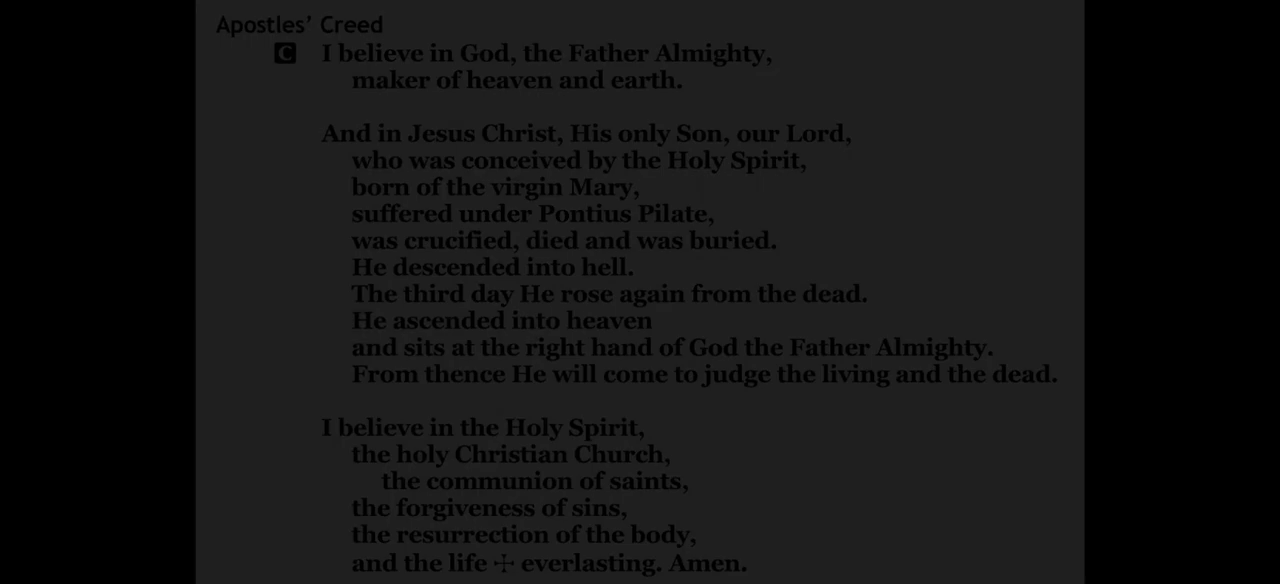 Apostles’ Creed
C I believe in God, the Father Almighty,
maker of heaven and earth.
And in Jesus Christ, His only Son, our Lord,
who was conceived by the Holy Spirit,
born of the virgin Mary,
suffered under Pontius Pilate,
was crucified, died and was buried.
He descended into hell.
The third day He rose again from the dead.
He ascended into heaven
and sits at the right hand of God the Father Almighty.
From thence He will come to judge the living and the dead.
I believe in the Holy Spirit,
the holy Christian Church,
the communion of saints,
the forgiveness of sins,
the resurrection of the body,
and the life ☩ everlasting. Amen.